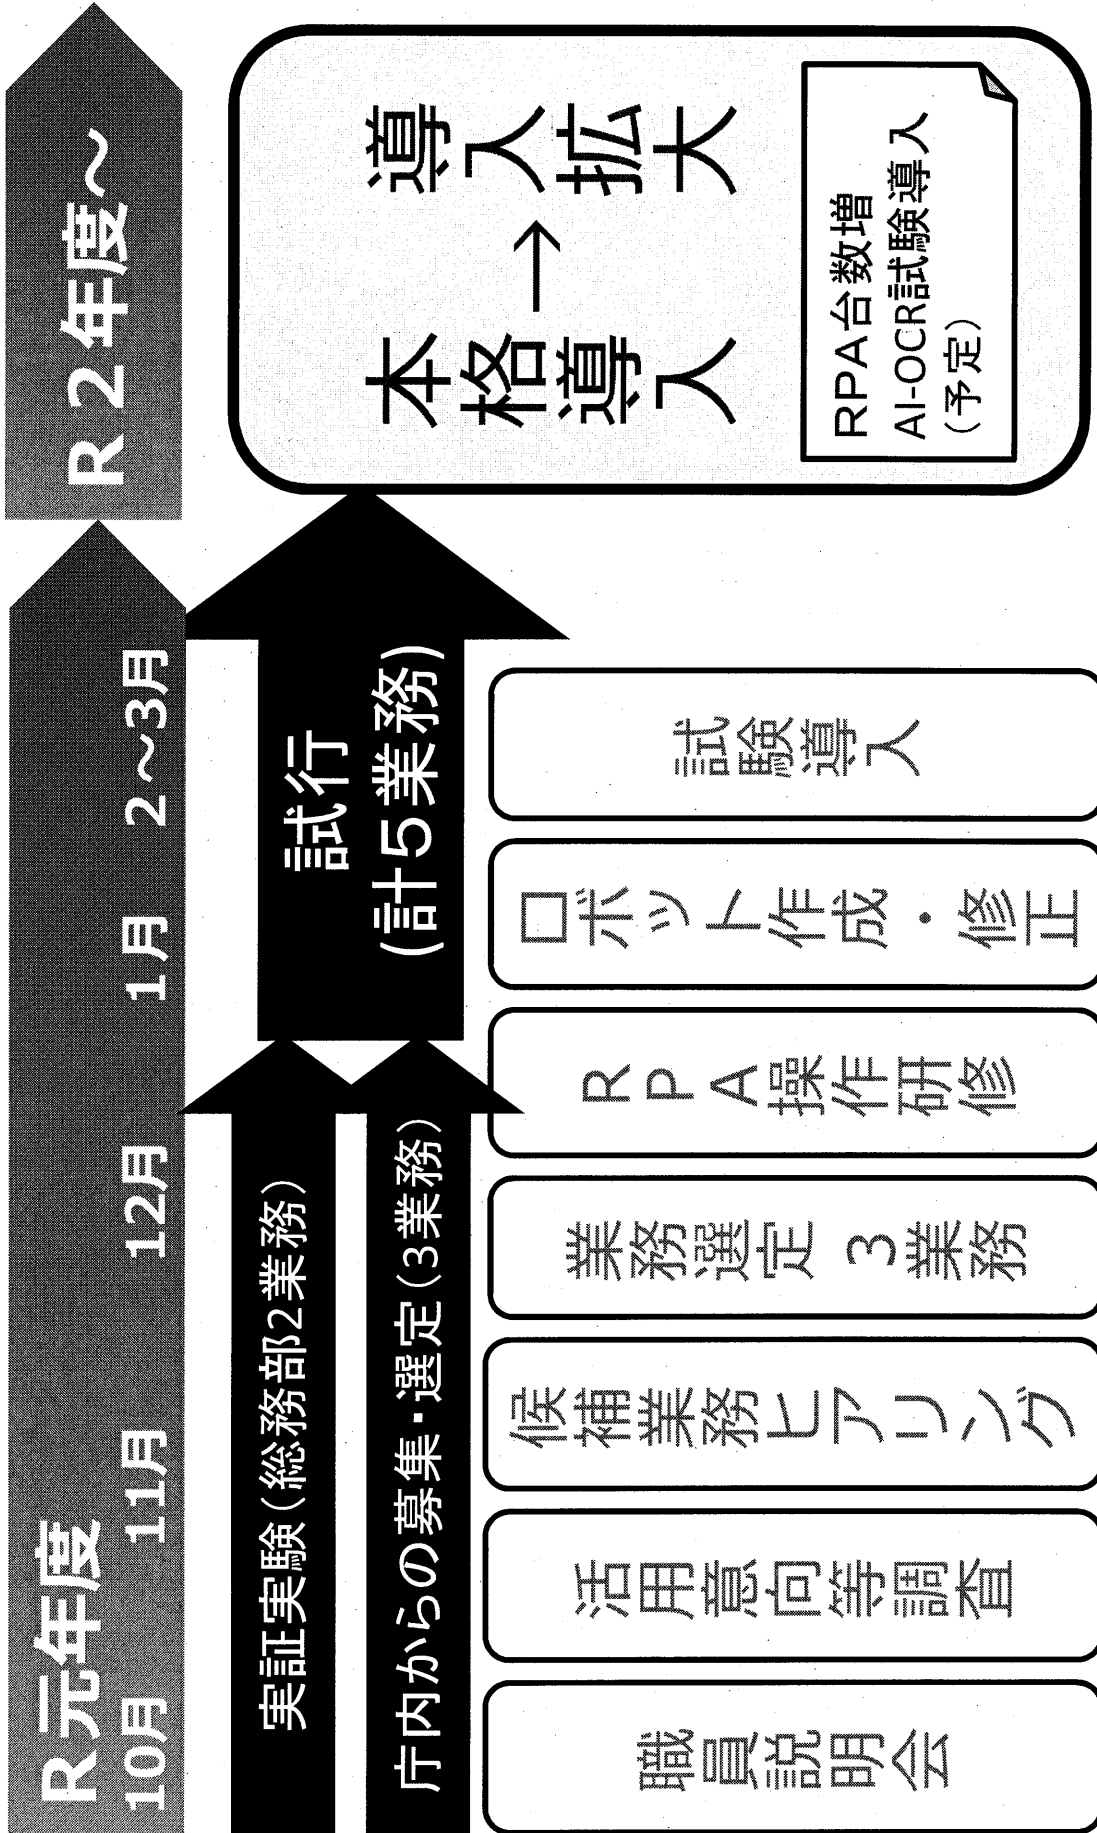 R元年度
10月 11月 12月 1月 2～3月
R2年度～
実証実験(総務部2業務)
庁内からの募集・選定(3業務)
試行
(計5業務)
本格導入→導入拡大
RPA台数増
AI-OCR試験導入
(予定)
職員説明会
活用意向等調査
候補業務ヒアリング
業務選定 3業務
RPA操作研修
ロボット作成・修正
試験導入